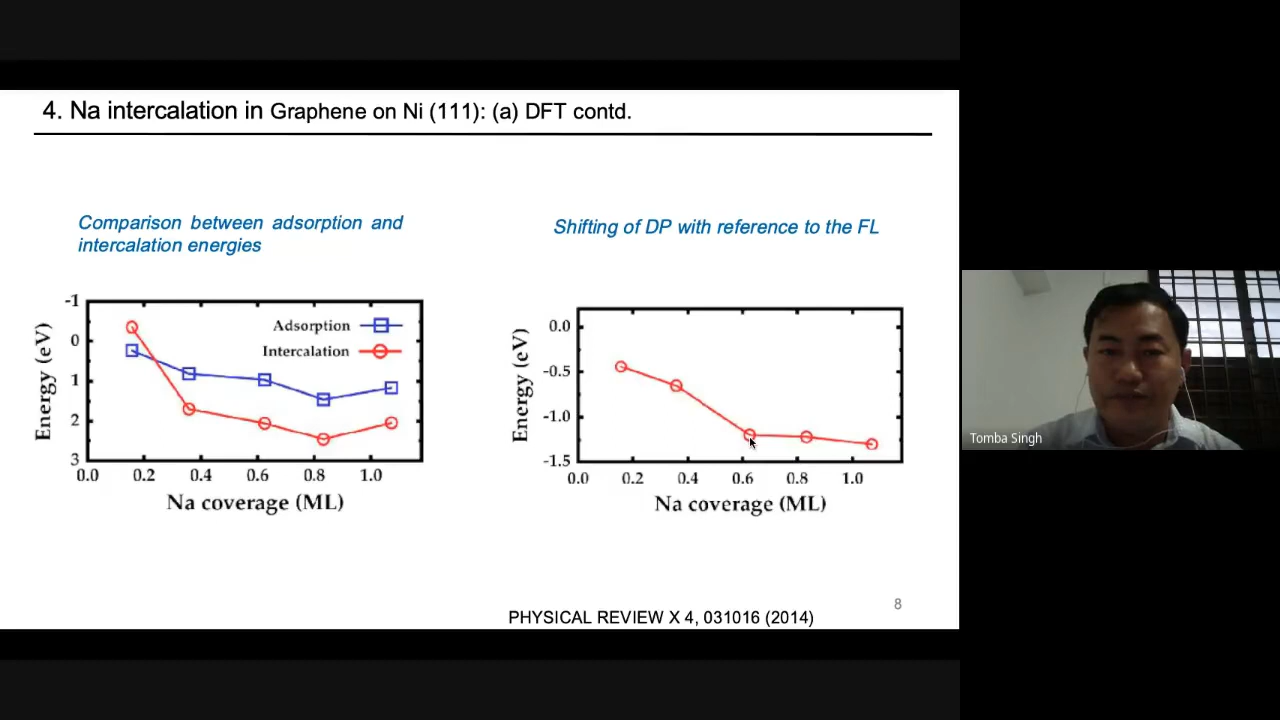 4. Na intercalation in Graphene on Ni (111): (a) DFT contd.
Comparison between adsorption and
intercalation energies
Shifting of DP with reference to the FL
-1
0
1
2
3
Energy (eV)
Adsorption
Intercalation
0.0 0.2 0.4 0.6 0.8 1.0
Na coverage (ML)
0.0
-0.5
-1.0
-1.5
Energy (eV)
0.0 0.2 0.4 0.6 0.8 1.0
Na coverage (ML)
Tomba Singh
8
PHYSICAL REVIEW X 4, 031016 (2014)